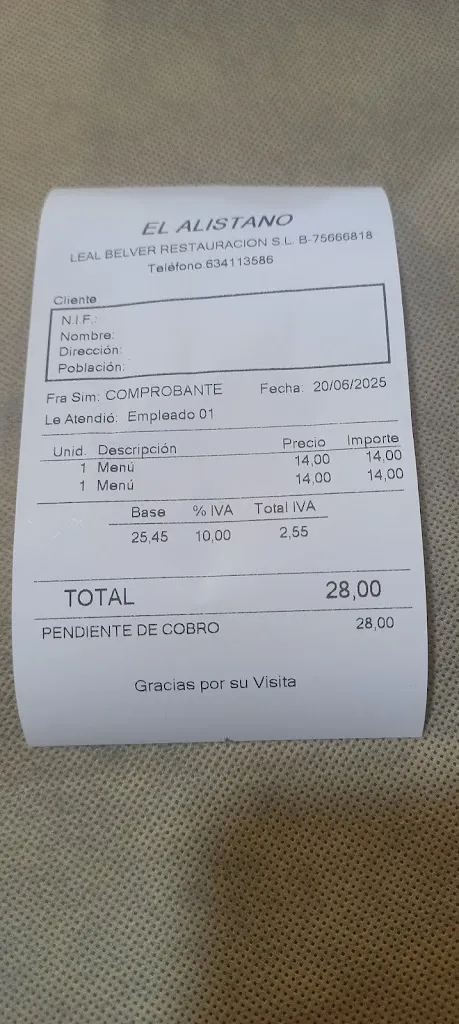 EL ALISTANO
LEAL BELVER RESTAURACION S.L. B-75666818
Teléfono.634113586
Cliente
N.I.F.:
Nombre:
Dirección:
Población:
Fra Sim: COMPROBANTE Fecha: 20/06/2025
Le Atendió: Empleado 01
Unid. Descripción Precio Importe
1 Menú 14,00 14,00
1 Menú 14,00 14,00
Base % IVA Total IVA
25,45 10,00 2,55
TOTAL 28,00
PENDIENTE DE COBRO 28,00
Gracias por su Visita